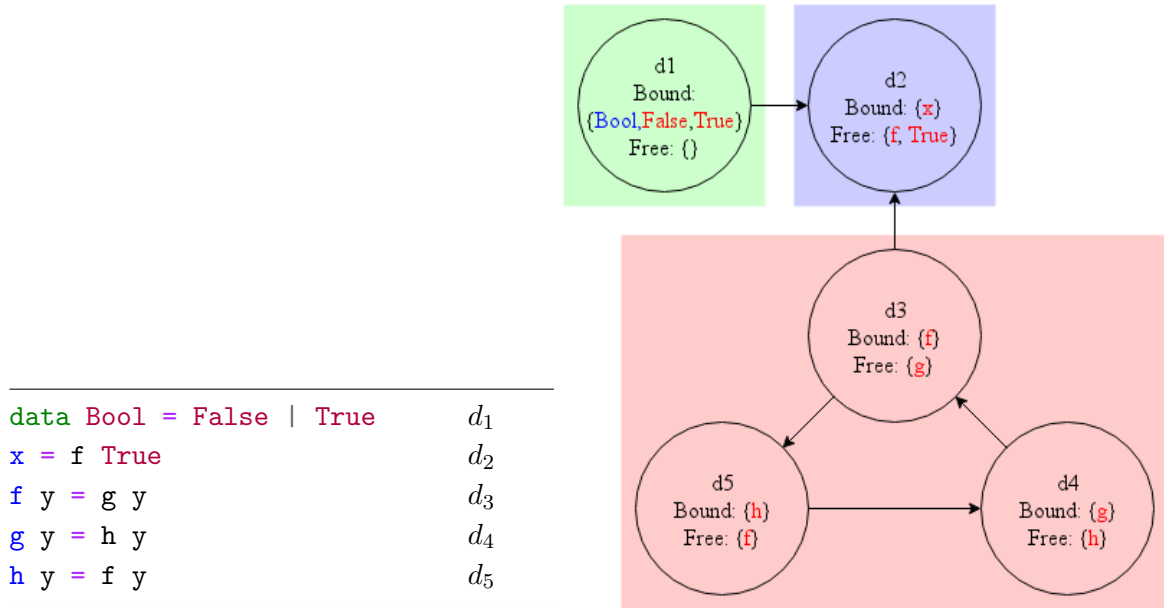 d1
Bound:
{Bool,False,True}
Free: {}
d2
Bound: {x}
Free: {f, True}
d3
Bound: {f}
Free: {g}
d5
Bound: {h}
Free: {f}
d4
Bound: {g}
Free: {h}
data Bool = False | True d₁
x = f True d₂
f y = g y d₃
g y = h y d₄
h y = f y d₅